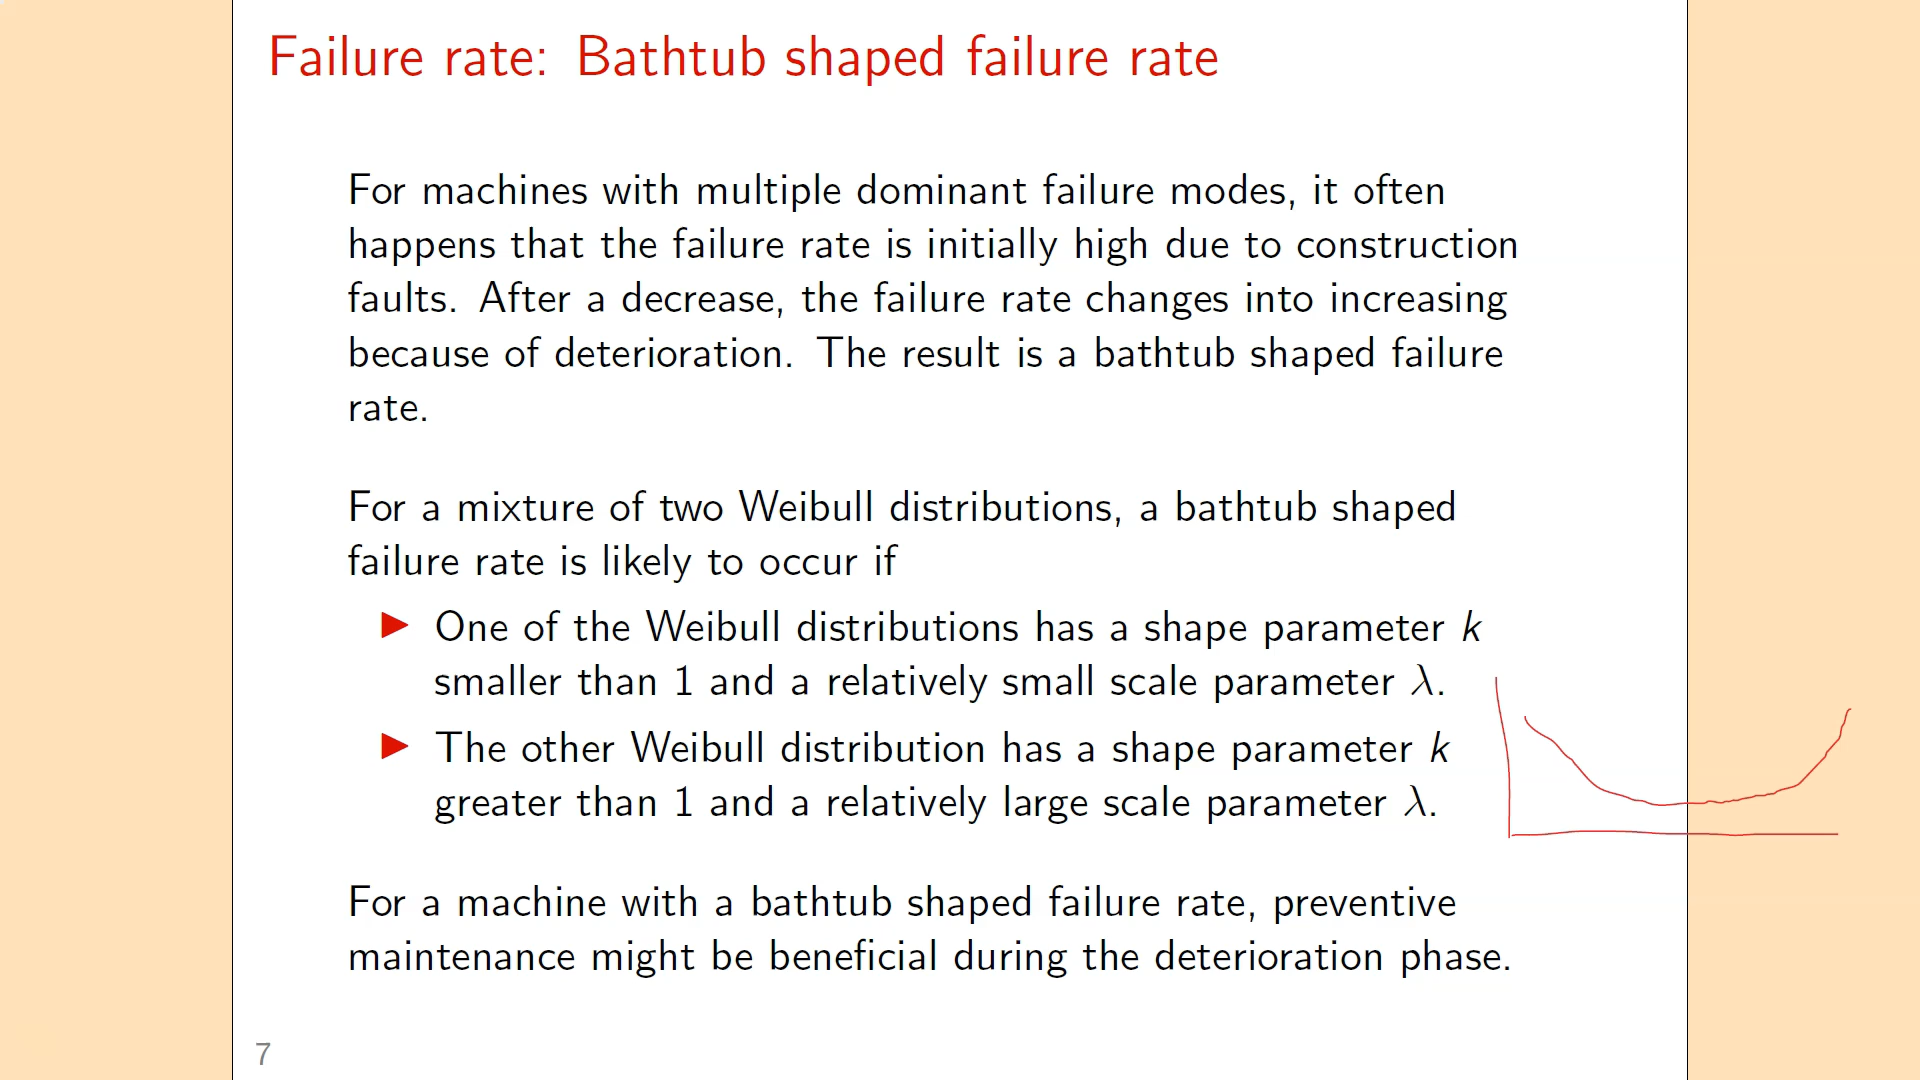 Failure rate: Bathtub shaped failure rate
For machines with multiple dominant failure modes, it often
happens that the failure rate is initially high due to construction
faults. After a decrease, the failure rate changes into increasing
because of deterioration. The result is a bathtub shaped failure
rate.
For a mixture of two Weibull distributions, a bathtub shaped
failure rate is likely to occur if
▶ One of the Weibull distributions has a shape parameter k
smaller than 1 and a relatively small scale parameter λ.
▶ The other Weibull distribution has a shape parameter k
greater than 1 and a relatively large scale parameter λ.
For a machine with a bathtub shaped failure rate, preventive
maintenance might be beneficial during the deterioration phase.
7